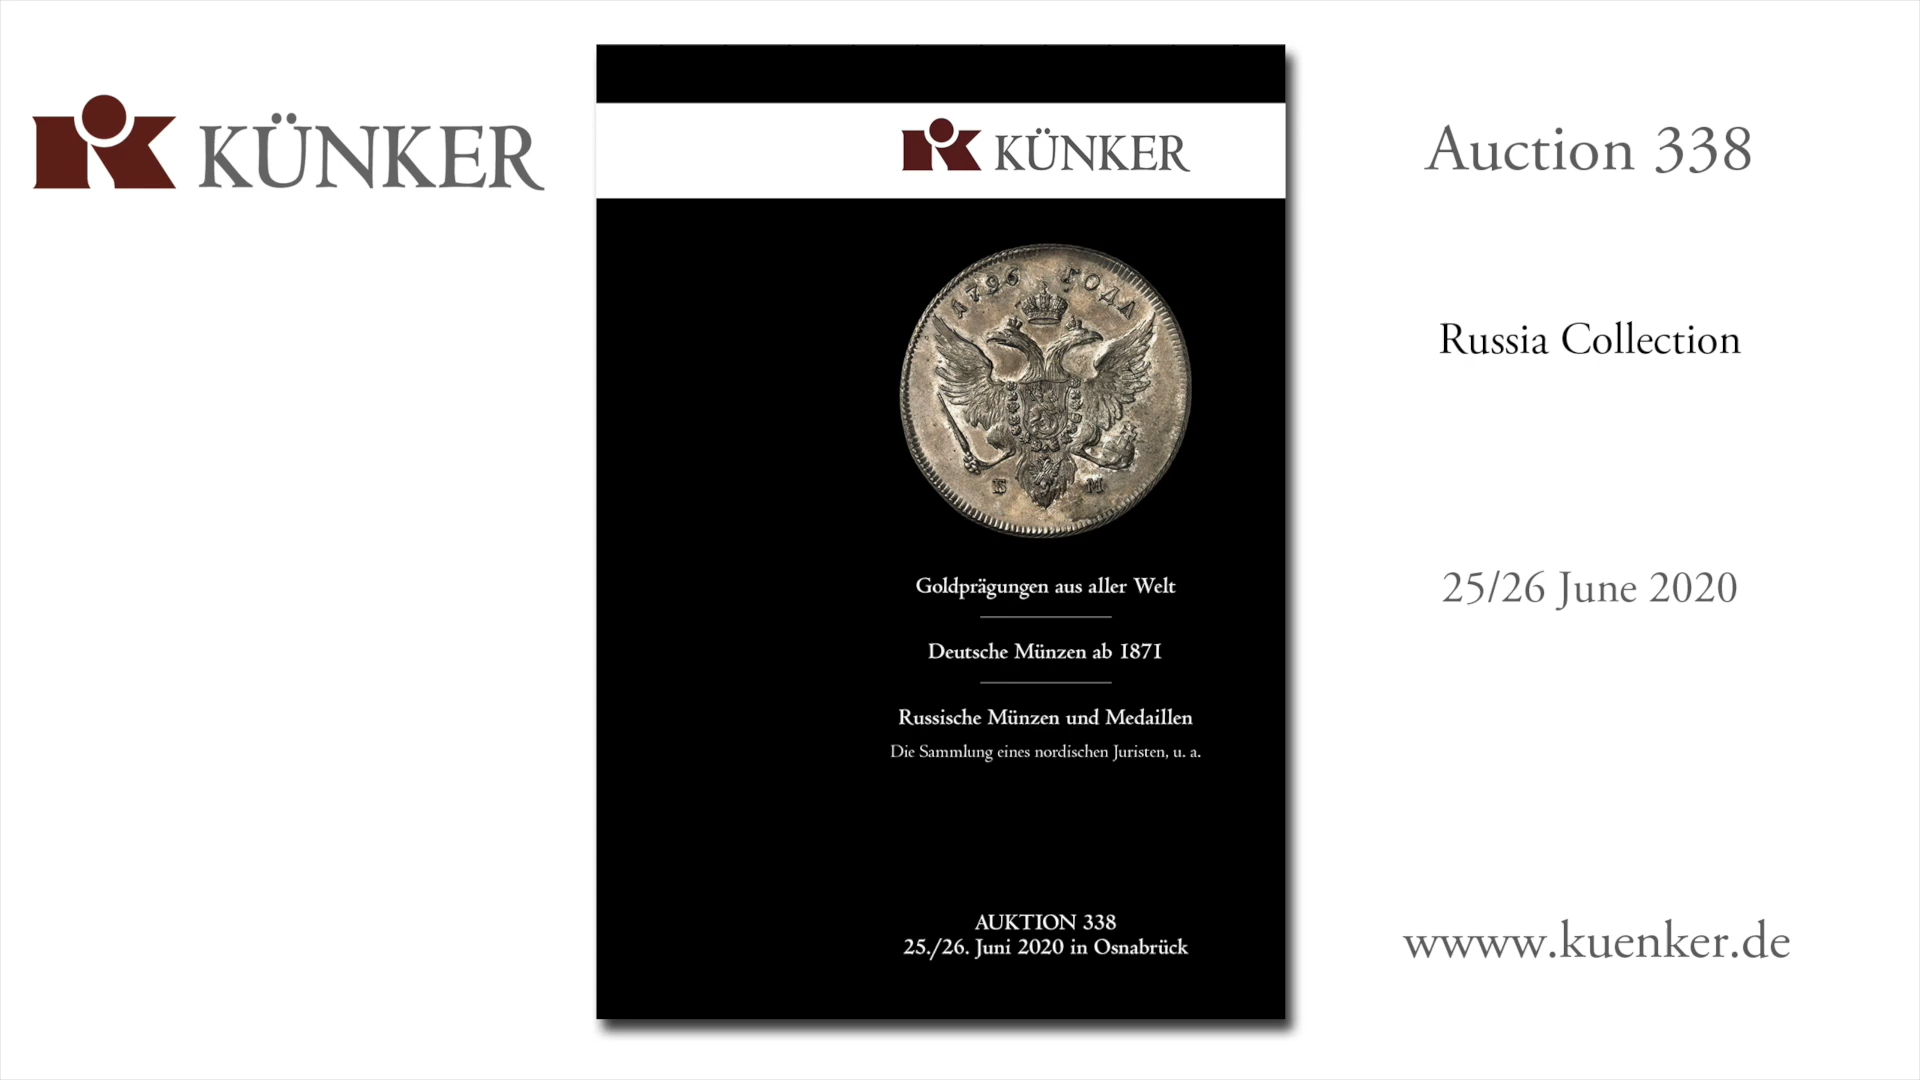 KÜNKER
KÜNKER
1796 ГОДА
Б М
Goldprägungen aus aller Welt
Deutsche Münzen ab 1871
Russische Münzen und Medaillen
Die Sammlung eines nordischen Juristen, u. a.
AUKTION 338
25./26. Juni 2020 in Osnabrück
Auction 338
Russia Collection
25/26 June 2020
wwww.kuenker.de